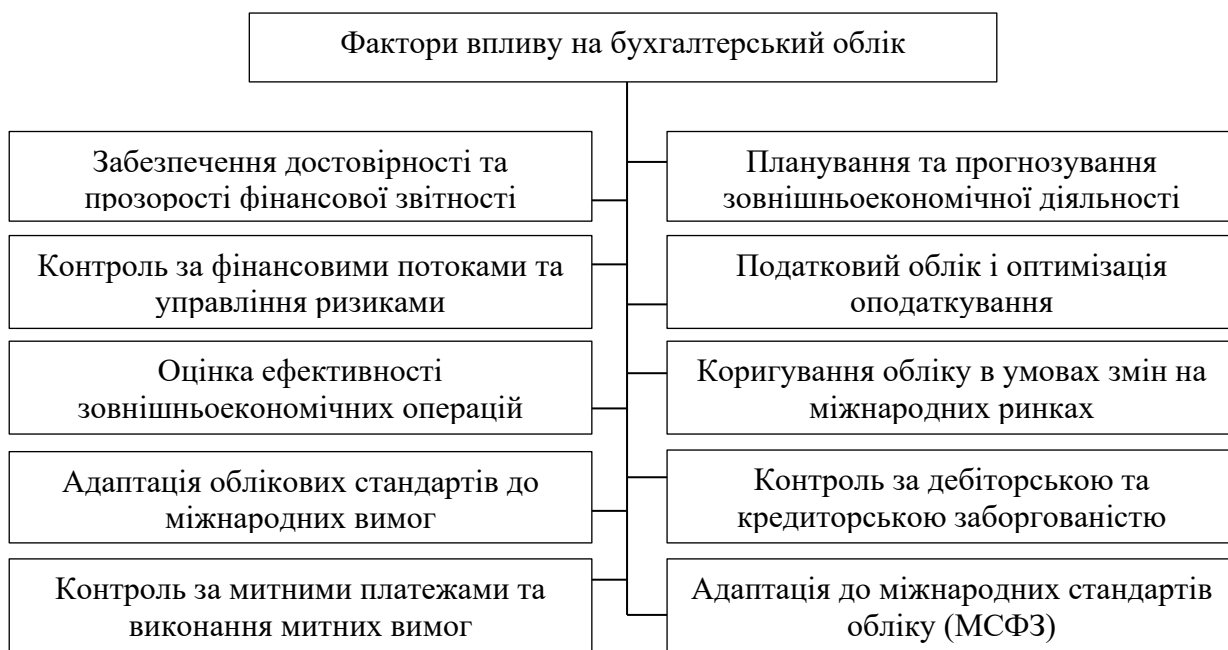 Фактори впливу на бухгалтерський облік
Забезпечення достовірності та
прозорості фінансової звітності
Планування та прогнозування
зовнішньоекономічної діяльності
Контроль за фінансовими потоками та
управління ризиками
Податковий облік і оптимізація
оподаткування
Оцінка ефективності
зовнішньоекономічних операцій
Коригування обліку в умовах змін на
міжнародних ринках
Адаптація облікових стандартів до
міжнародних вимог
Контроль за дебіторською та
кредиторською заборгованістю
Контроль за митними платежами та
виконання митних вимог
Адаптація до міжнародних стандартів
обліку (МСФЗ)